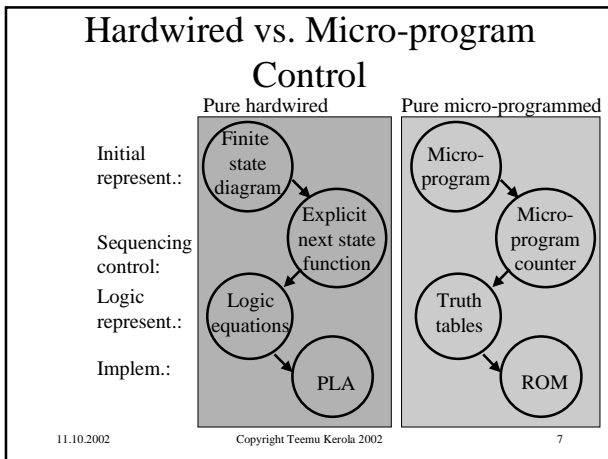 Hardwired vs. Micro-program
Control
Pure hardwired
Pure micro-programmed
Initial
represent.:
Finite
state
diagram
Micro-
program
Sequencing
control:
Explicit
next state
function
Micro-
program
counter
Logic
represent.:
Logic
equations
Truth
tables
Implem.:
PLA
ROM
11.10.2002
Copyright Teemu Kerola 2002
7